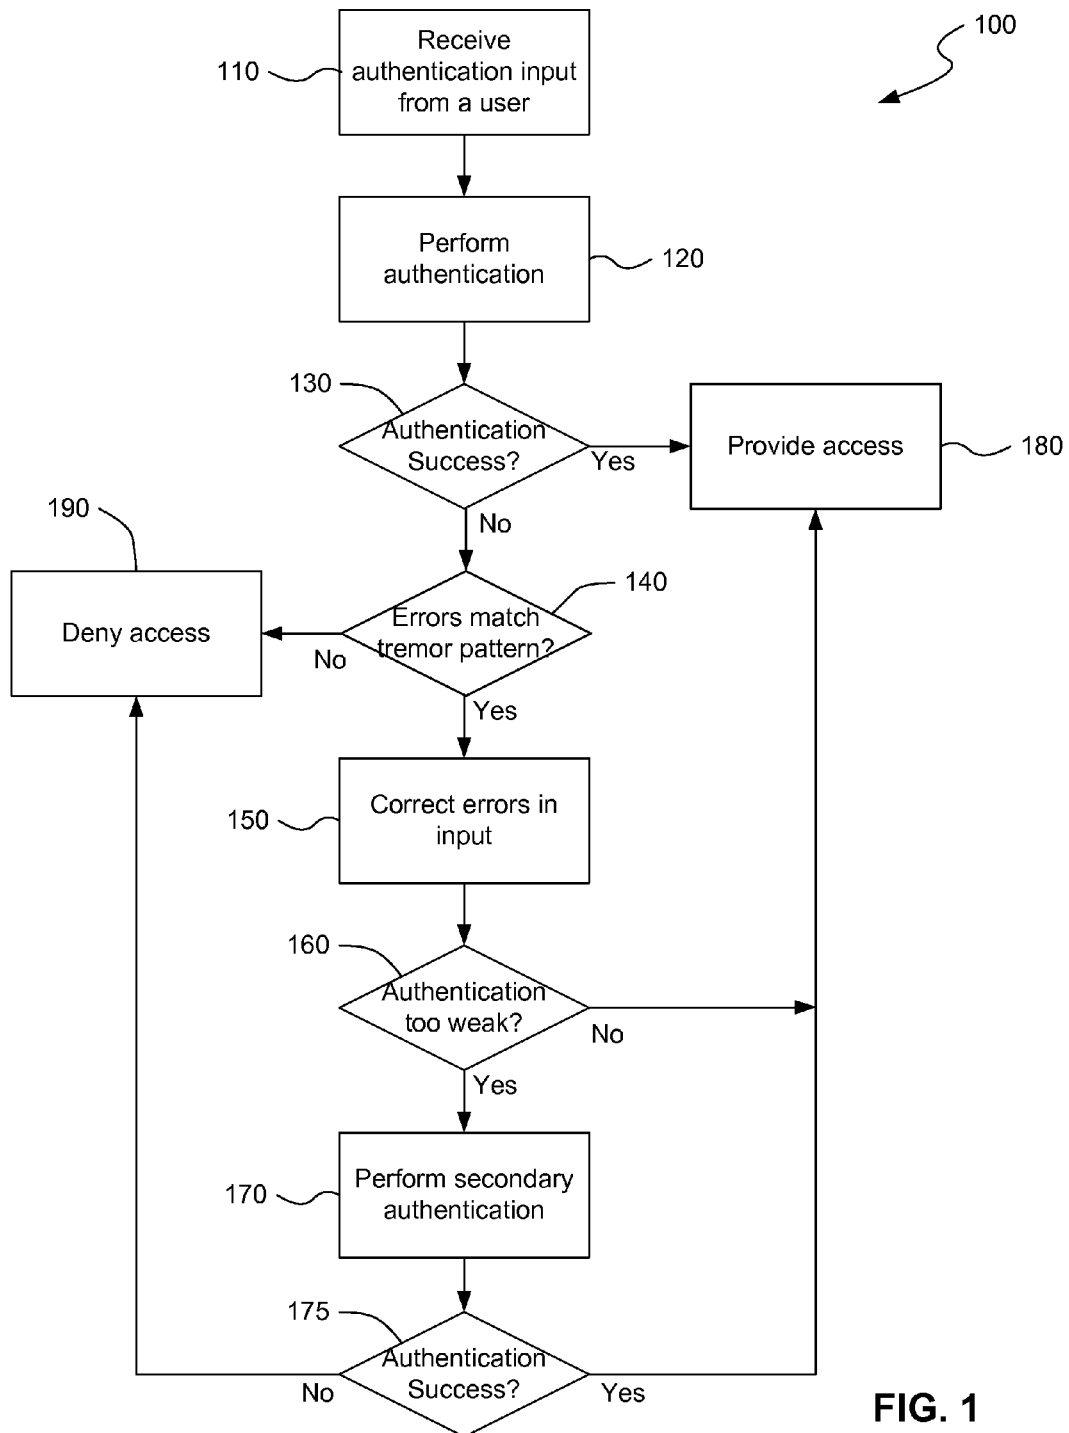 Receive
authentication input
from a user
110
100
Perform
authentication
120
130
Authentication
Success?
Yes
No
Provide access
180
190
Deny access
140
Errors match
tremor pattern?
No
Yes
150
Correct errors in
input
160
Authentication
too weak?
No
Yes
170
Perform secondary
authentication
175
Authentication
Success?
No
Yes
FIG. 1